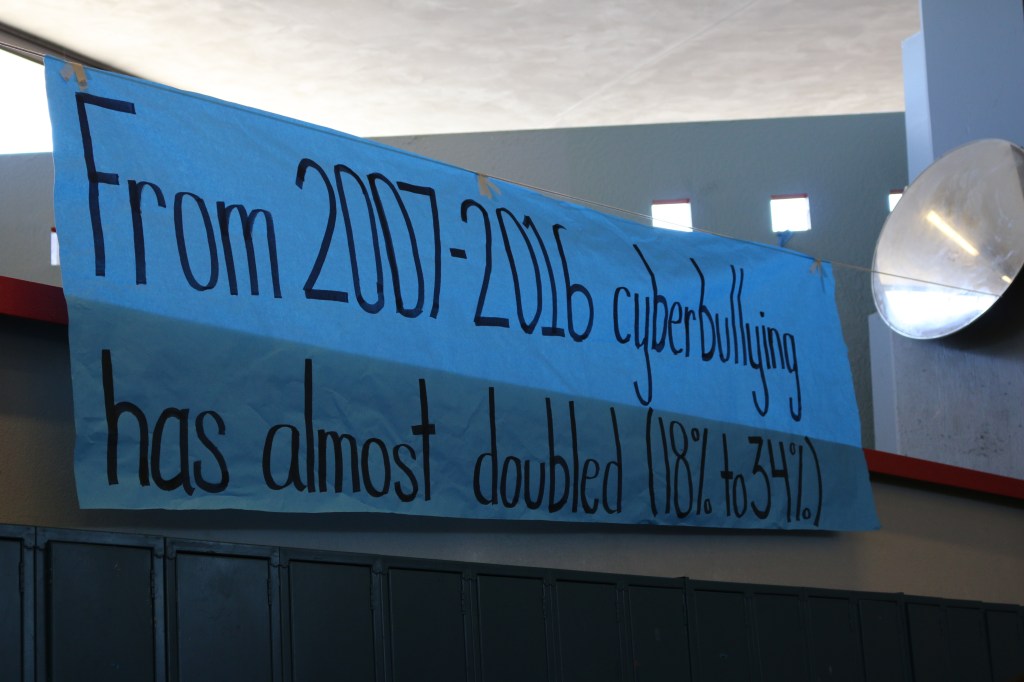 From 2007-2016 cyberbullying
has almost doubled (18% to 34%)